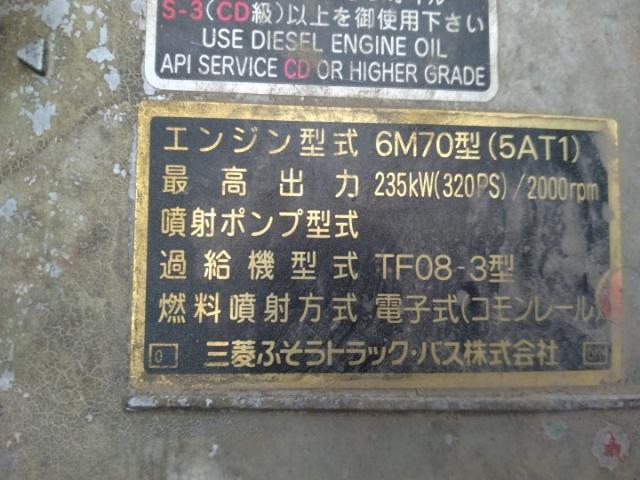 S-3(CD級)以上を御使用下さい
USE DIESEL ENGINE OIL
API SERVICE CD OR HIGHER GRADE
エンジン型式 6M70型(5AT1)
最高出力 235kW(320PS)/2000rpm
噴射ポンプ型式
過給機型式 TF08-3型
燃料噴射方式 電子式(コモンレール)
0 三菱ふそうトラック・バス株式会社